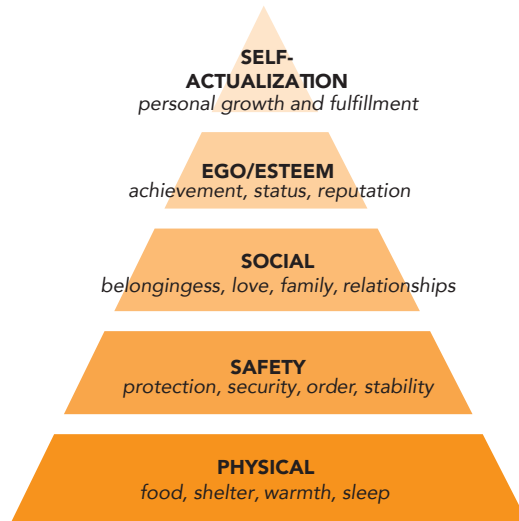 SELF-
ACTUALIZATION
personal growth and fulfillment
EGO/ESTEEM
achievement, status, reputation
SOCIAL
belongingess, love, family, relationships
SAFETY
protection, security, order, stability
PHYSICAL
food, shelter, warmth, sleep